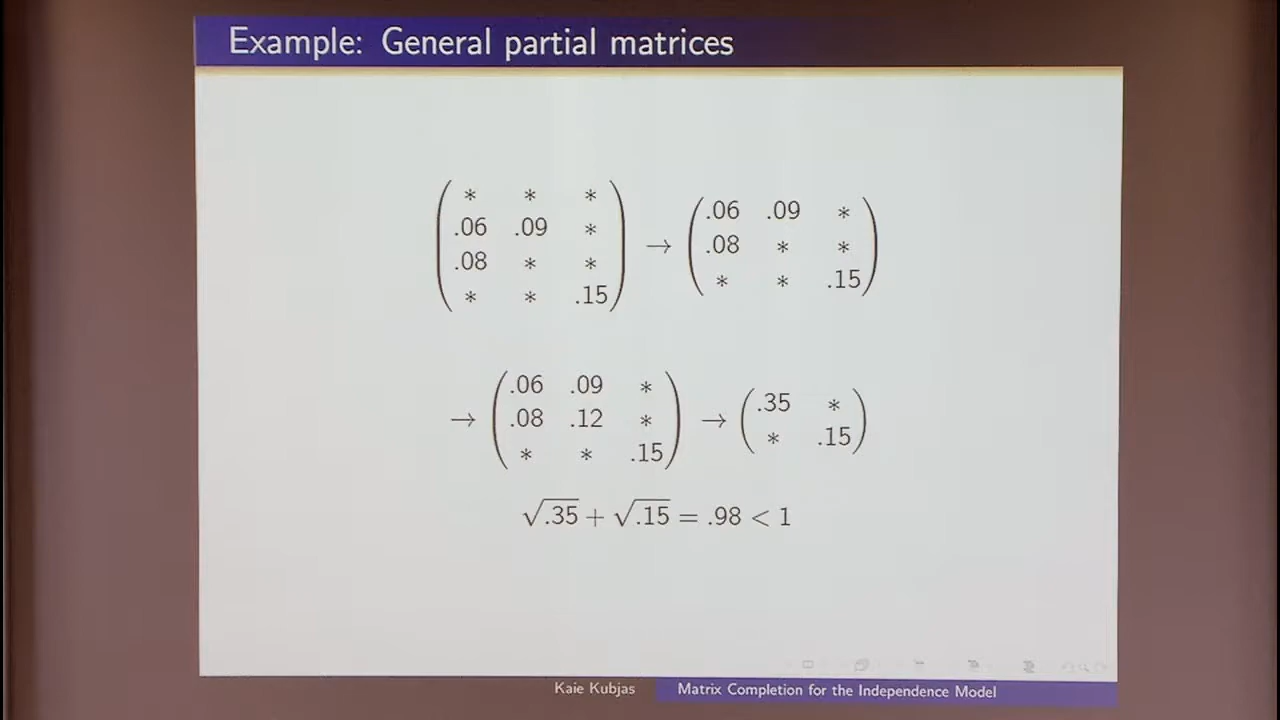 Example: General partial matrices
( * * * ) → ( .06 .09 * )
( .06 .09 * ) ( .08 * * )
( .08 * * ) ( * * .15 )
( * * .15 )
→ ( .06 .09 * ) → ( .35 * )
( .08 .12 * ) ( * .15 )
( * * .15 )
√.35 + √.15 = .98 < 1
Kaie Kubjas Matrix Completion for the Independence Model